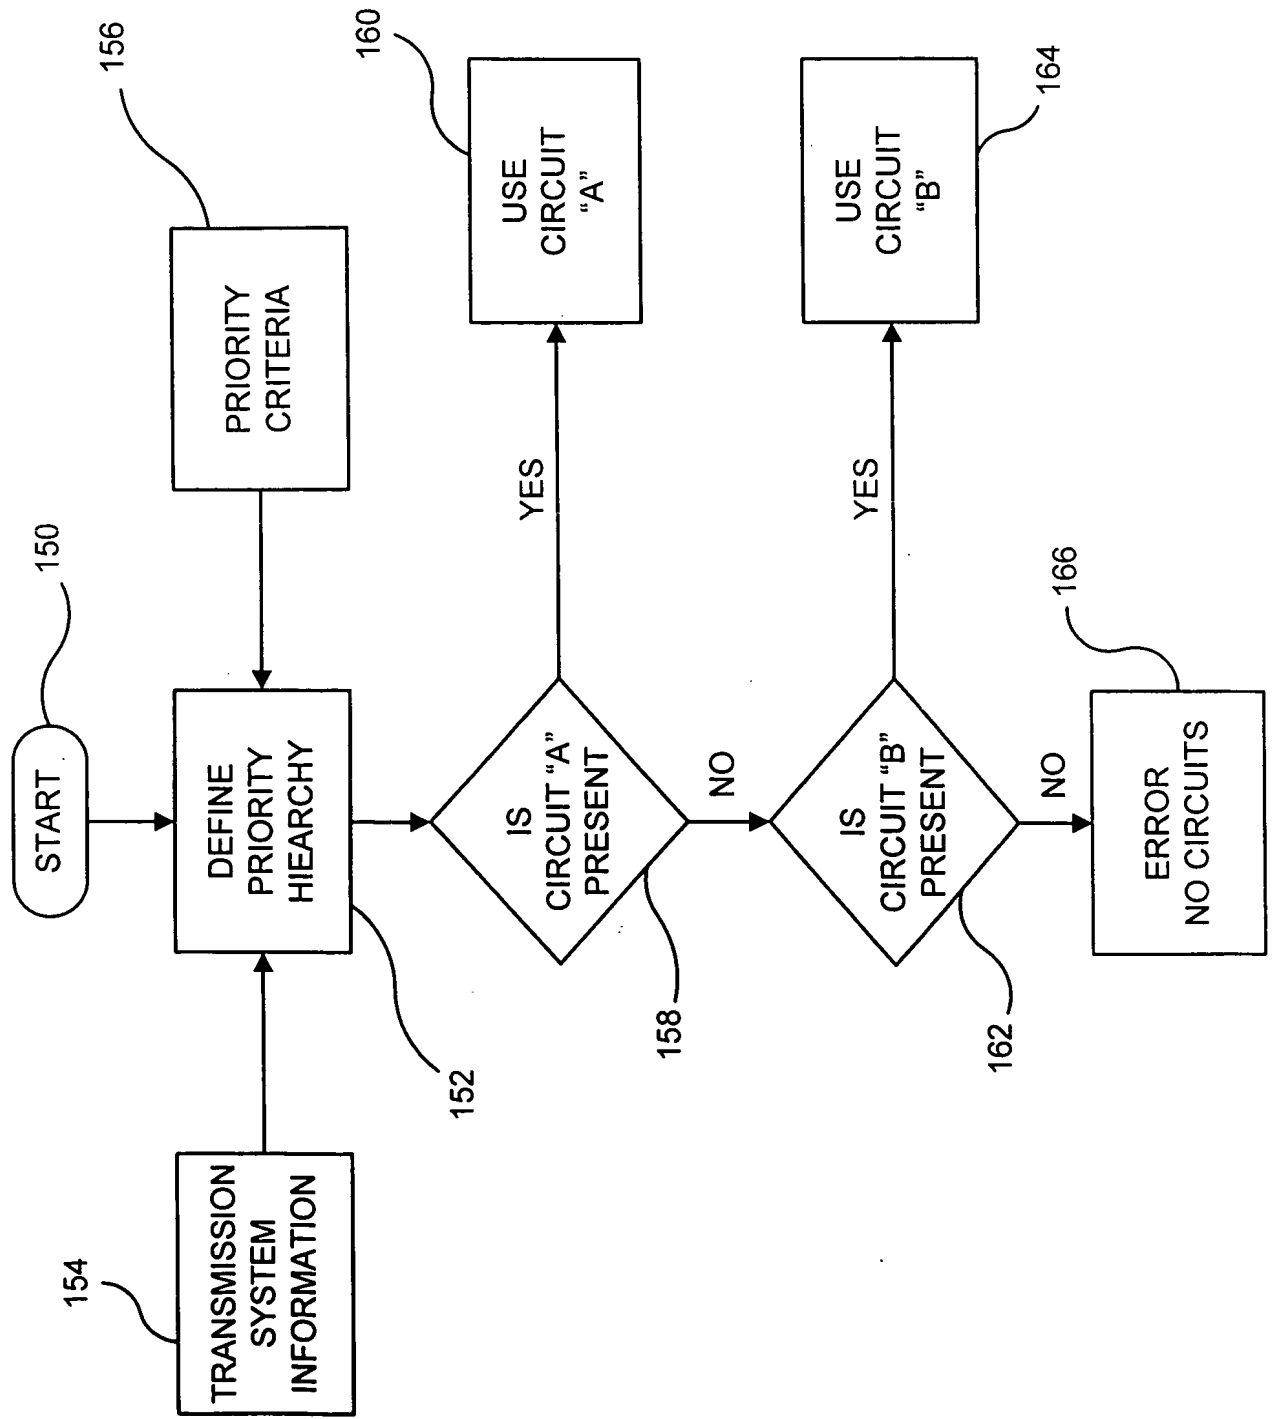 150
START
156
PRIORITY
CRITERIA
DEFINE
PRIORITY
HIEARCHY
154
TRANSMISSION
SYSTEM
INFORMATION
152
160
USE
CIRCUIT
“A”
YES
IS
CIRCUIT “A”
PRESENT
158
NO
USE
CIRCUIT
“B”
164
YES
IS
CIRCUIT “B”
PRESENT
162
NO
166
ERROR
NO CIRCUITS